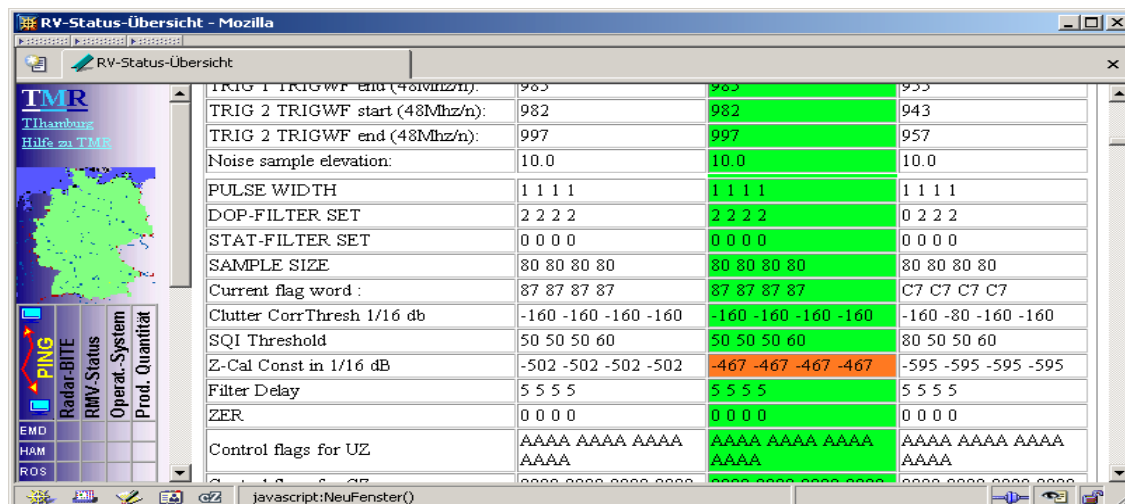 RV-Status-Übersicht - Mozilla
RV-Status-Übersicht
TMR
TIhamburg
Hilfe zu TMR
TRIG 1 TRIGWF end (48Mhz/n): 985 985 955
TRIG 2 TRIGWF start (48Mhz/n): 982 982 943
TRIG 2 TRIGWF end (48Mhz/n): 997 997 957
Noise sample elevation: 10.0 10.0 10.0
PULSE WIDTH 1 1 1 1 1 1 1 1 1 1 1 1
DOP-FILTER SET 2 2 2 2 2 2 2 2 0 2 2 2
STAT-FILTER SET 0 0 0 0 0 0 0 0 0 0 0 0
SAMPLE SIZE 80 80 80 80 80 80 80 80 80 80 80 80
Current flag word : 87 87 87 87 87 87 87 87 C7 C7 C7 C7
Clutter CorrThresh 1/16 db -160 -160 -160 -160 -160 -160 -160 -160 -160 -80 -160 -160
SQI Threshold 50 50 50 60 50 50 50 60 80 50 50 60
Z-Cal Const in 1/16 dB -502 -502 -502 -502 -467 -467 -467 -467 -595 -595 -595 -595
Filter Delay 5 5 5 5 5 5 5 5 5 5 5 5
ZER 0 0 0 0 0 0 0 0 0 0 0 0
Control flags for UZ AAAA AAAA AAAA AAAA AAAA AAAA AAAA AAAA AAAA AAAA AAAA AAAA
PING
Radar-BITE
RMV-Status
Operat.-System
Prod. Quantität
EMD
HAM
ROS
javascript:NeuFenster()